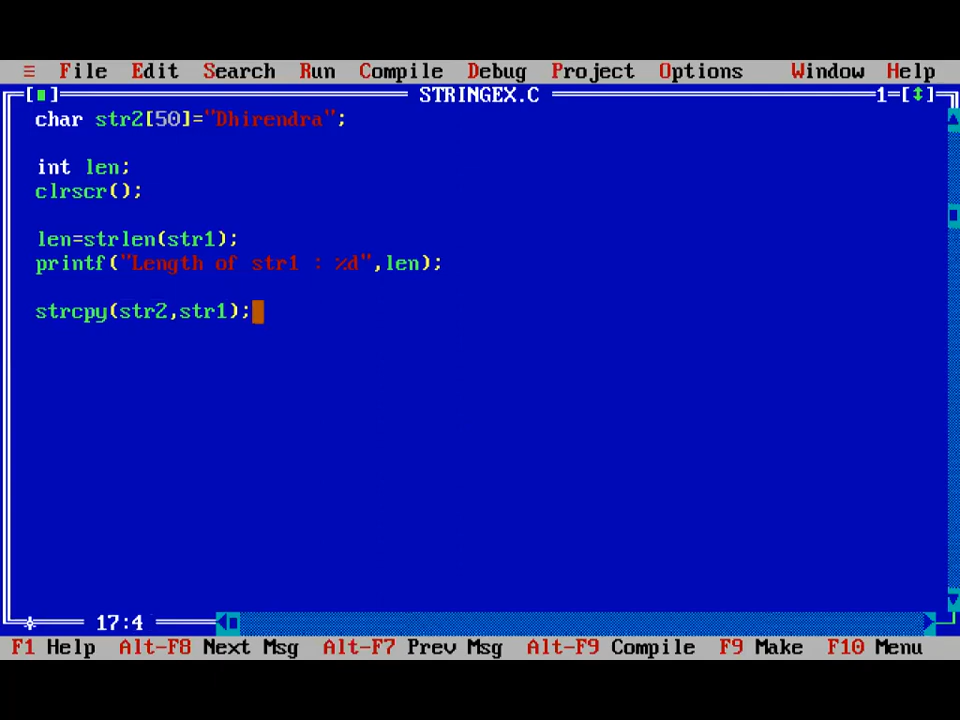 ≡ File Edit Search Run Compile Debug Project Options Window Help
[■] STRINGEX.C 1=[↕]
char str2[50]="Dhirendra";
int len;
clrscr();
len=strlen(str1);
printf("Length of str1 : %d",len);
strcpy(str2,str1);
17:4
F1 Help Alt-F8 Next Msg Alt-F7 Prev Msg Alt-F9 Compile F9 Make F10 Menu